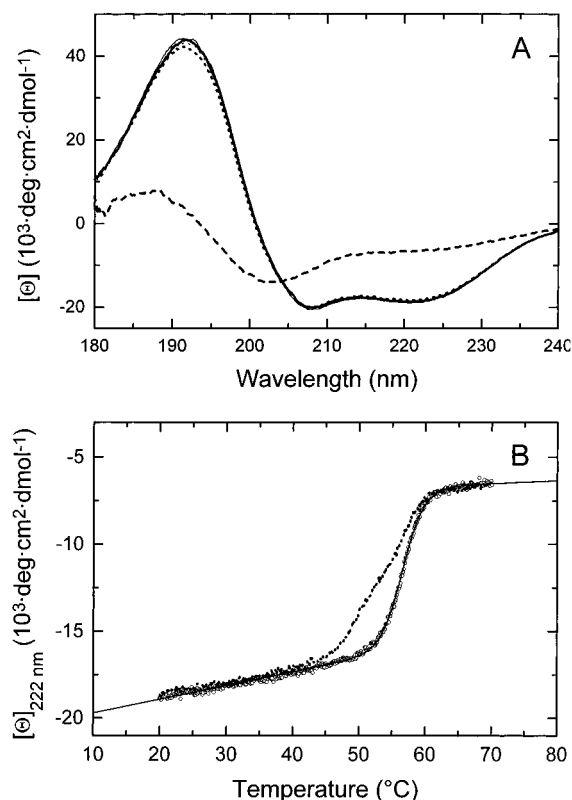 A
40
20
0
-20
-40
[Θ] (10³·deg·cm²·dmol⁻¹)
180 190 200 210 220 230 240
Wavelength (nm)
B
-5
-10
-15
-20
[Θ]₂₂₂ ₙₘ (10³·deg·cm²·dmol⁻¹)
10 20 30 40 50 60 70 80
Temperature (°C)